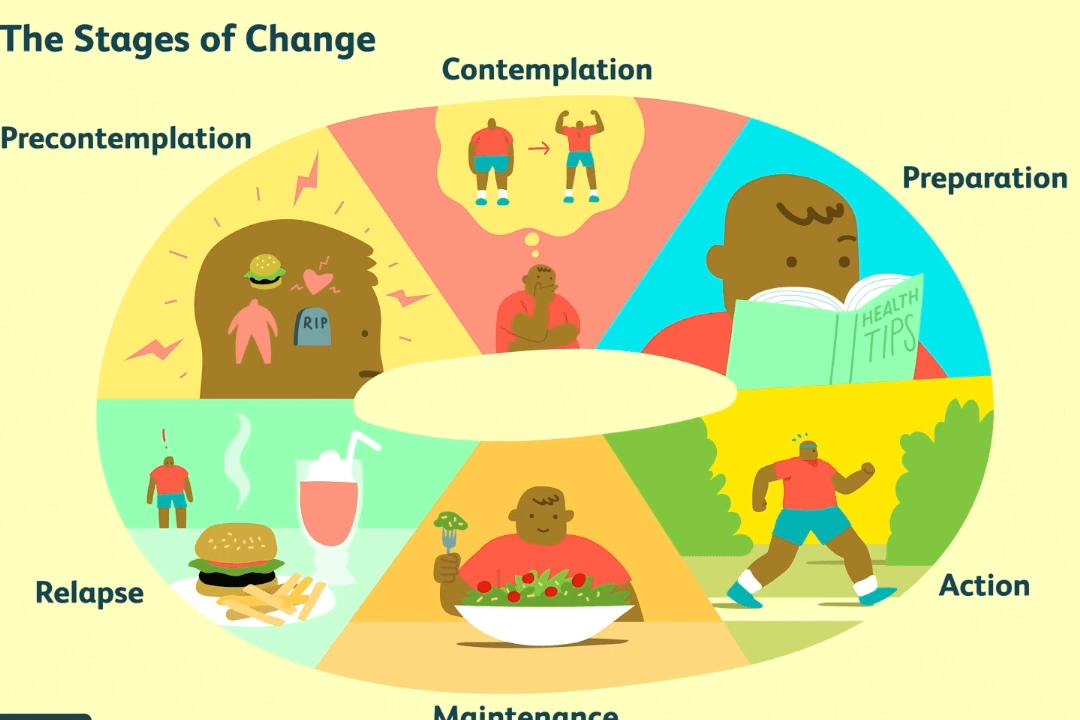 The Stages of Change
Contemplation
Precontemplation
Preparation
RIP
HEALTH
TIPS
Relapse
Action
Maintenance